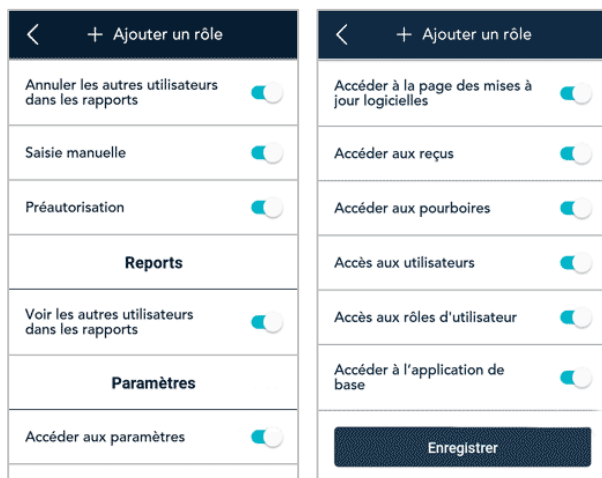 + Ajouter un rôle
Annuler les autres utilisateurs
dans les rapports
Saisie manuelle
Préautorisation
Reports
Voir les autres utilisateurs
dans les rapports
Paramètres
Accéder aux paramètres
+ Ajouter un rôle
Accéder à la page des mises à
jour logicielles
Accéder aux reçus
Accéder aux pourboires
Accès aux utilisateurs
Accès aux rôles d'utilisateur
Accéder à l’application de
base
Enregistrer